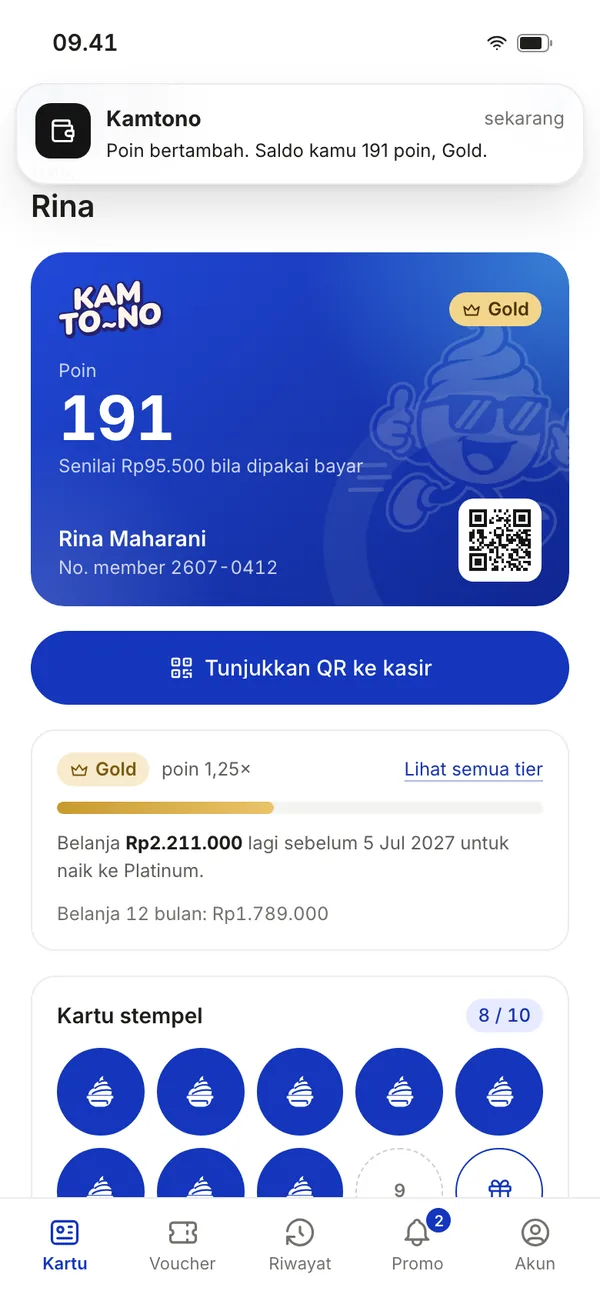 09.41
Kamtono
sekarang
Poin bertambah. Saldo kamu 191 poin, Gold.
Rina
KAM
TO~NO
Gold
Poin
191
Senilai Rp95.500 bila dipakai bayar
Rina Maharani
No. member 2607-0412
Tunjukkan QR ke kasir
Gold
poin 1,25×
Lihat semua tier
Belanja Rp2.211.000 lagi sebelum 5 Jul 2027 untuk
naik ke Platinum.
Belanja 12 bulan: Rp1.789.000
Kartu stempel
8 / 10
9
2
Kartu
Voucher
Riwayat
Promo
Akun